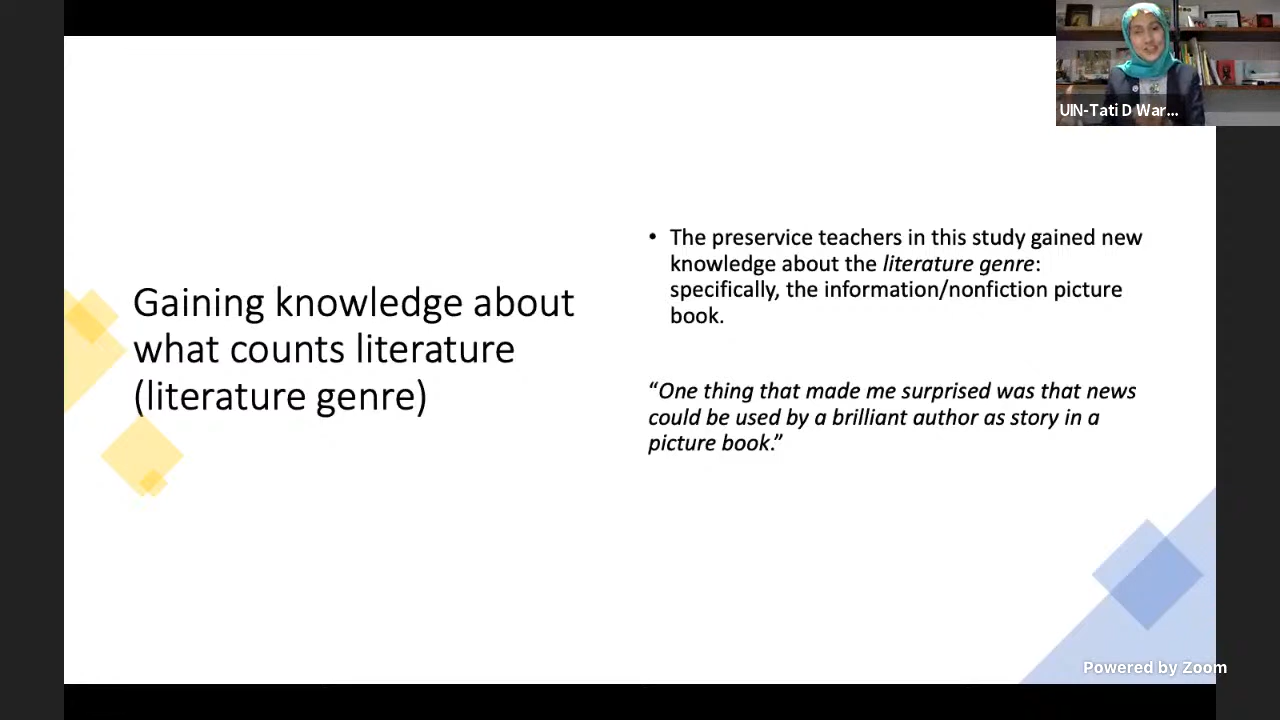 UIN-Tati D War...
Gaining knowledge about
what counts literature
(literature genre)
• The preservice teachers in this study gained new
knowledge about the literature genre:
specifically, the information/nonfiction picture
book.
“One thing that made me surprised was that news
could be used by a brilliant author as story in a
picture book.”
Powered by Zoom